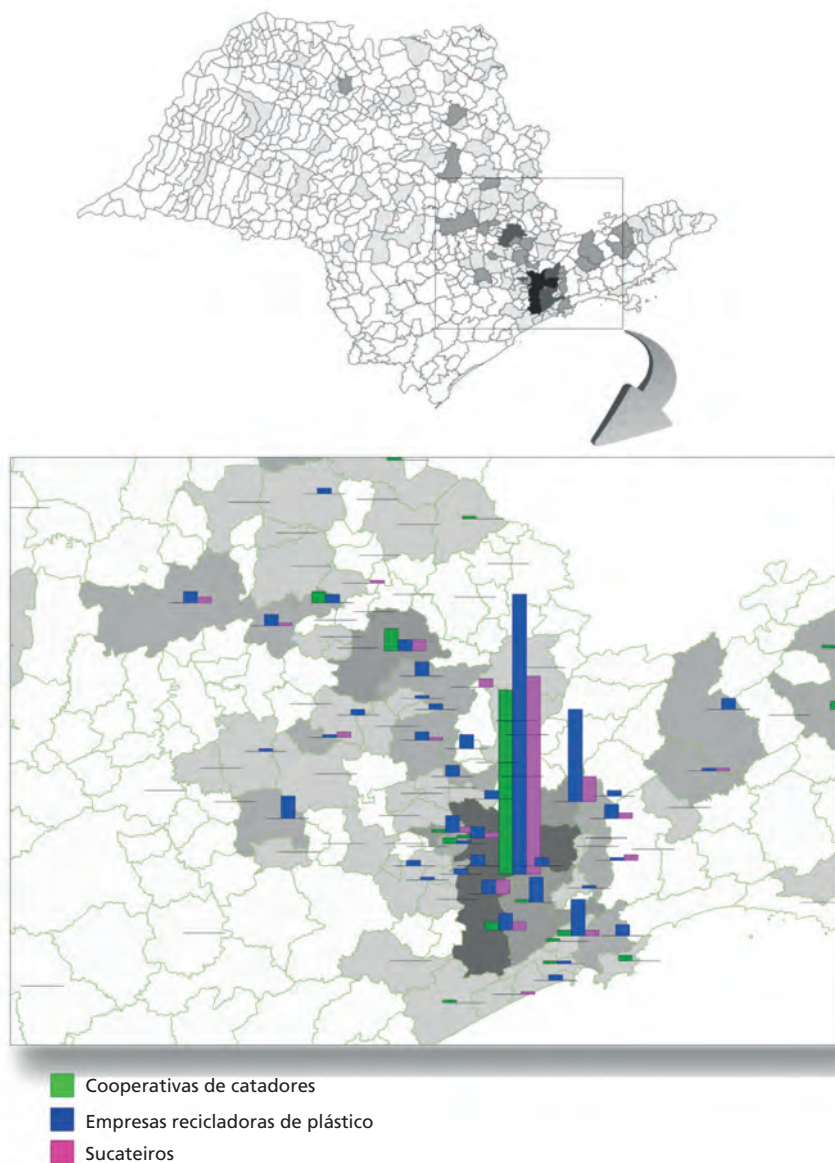 Cooperativas de catadores
Empresas recicladoras de plástico
Sucateiros